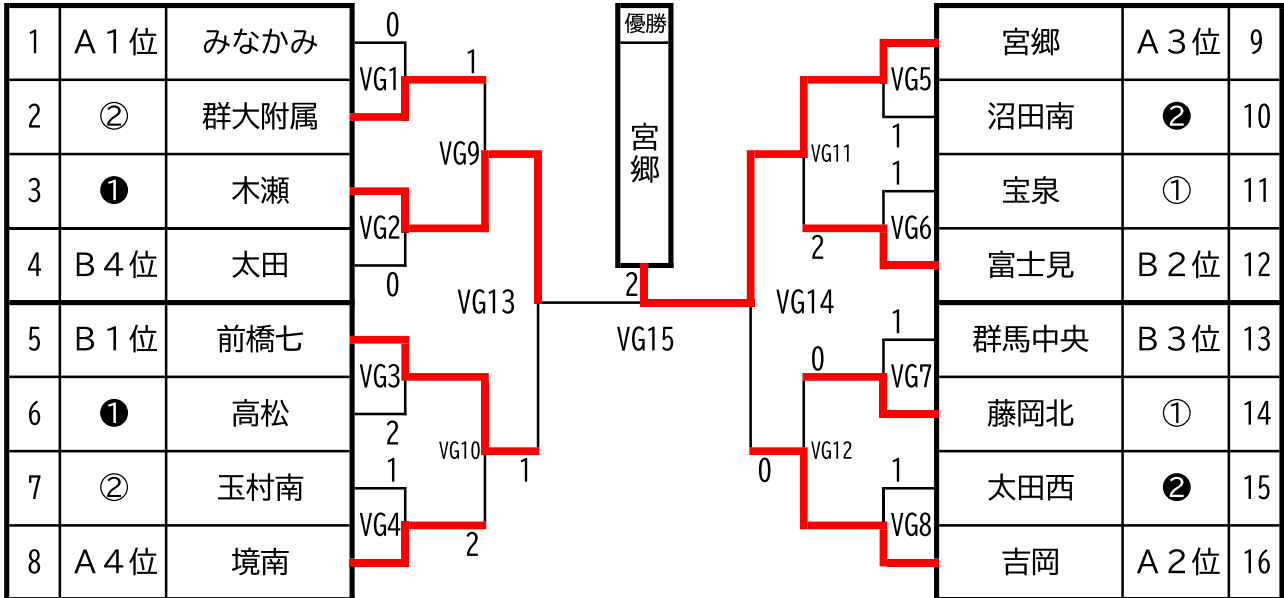 1 A1位 みなかみ
2 ② 群大附属
3 ❶ 木瀬
4 B4位 太田
5 B1位 前橋七
6 ❶ 高松
7 ② 玉村南
8 A4位 境南
0
VG1
1
VG9
VG2
0
VG13
VG3
2
VG10
1
1
VG4
2
優勝
宮郷
2
VG15
VG5
1
VG11
1
VG6
2
VG14
1
0
VG7
VG12
0
1
VG8
宮郷 A3位 9
沼田南 ❷ 10
宝泉 ① 11
富士見 B2位 12
群馬中央 B3位 13
藤岡北 ① 14
太田西 ❷ 15
吉岡 A2位 16